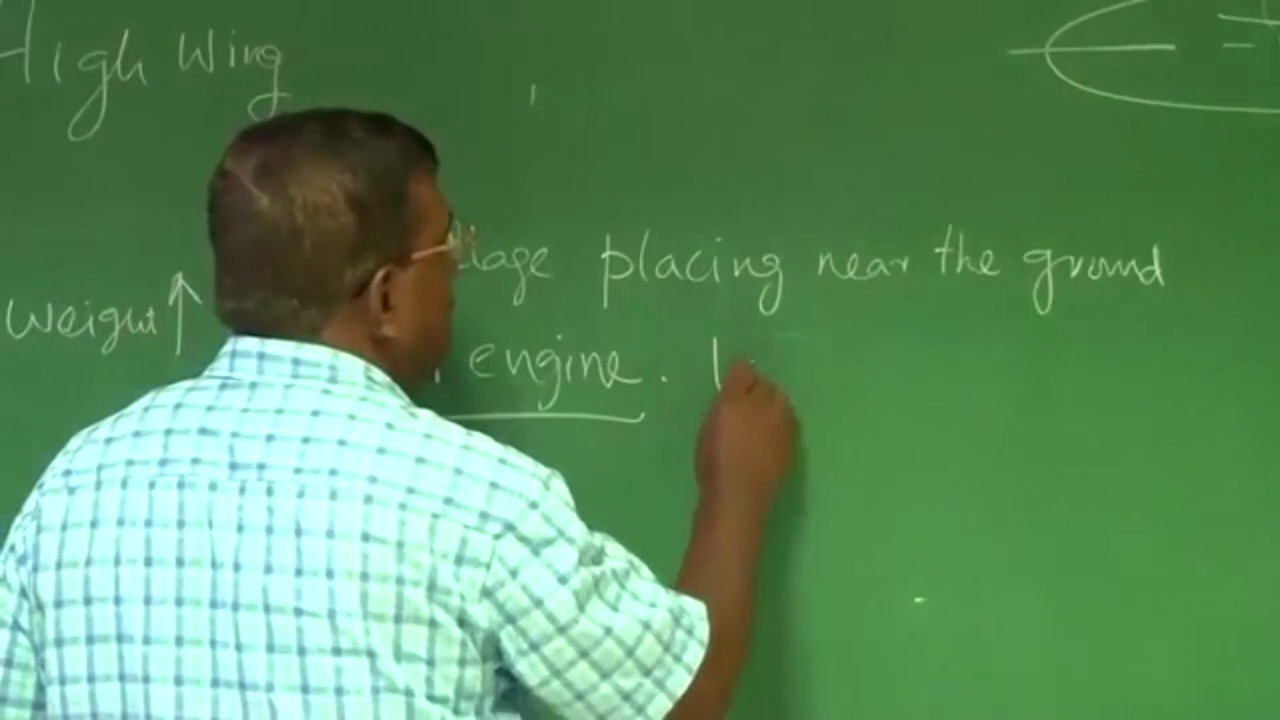 High Wing
placing near the ground
Weight ↑
engine.